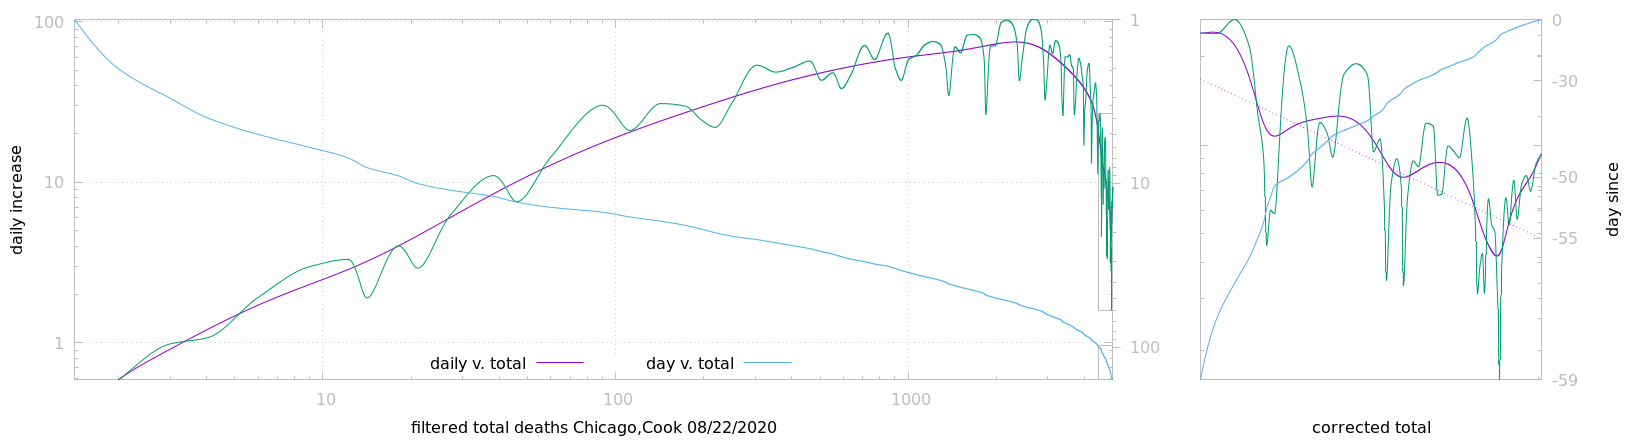 100
10
1
daily increase
10
100
1000
1
10
100
daily v. total
day v. total
filtered total deaths Chicago,Cook 08/22/2020
0
-30
-50
-55
-59
day since
corrected total